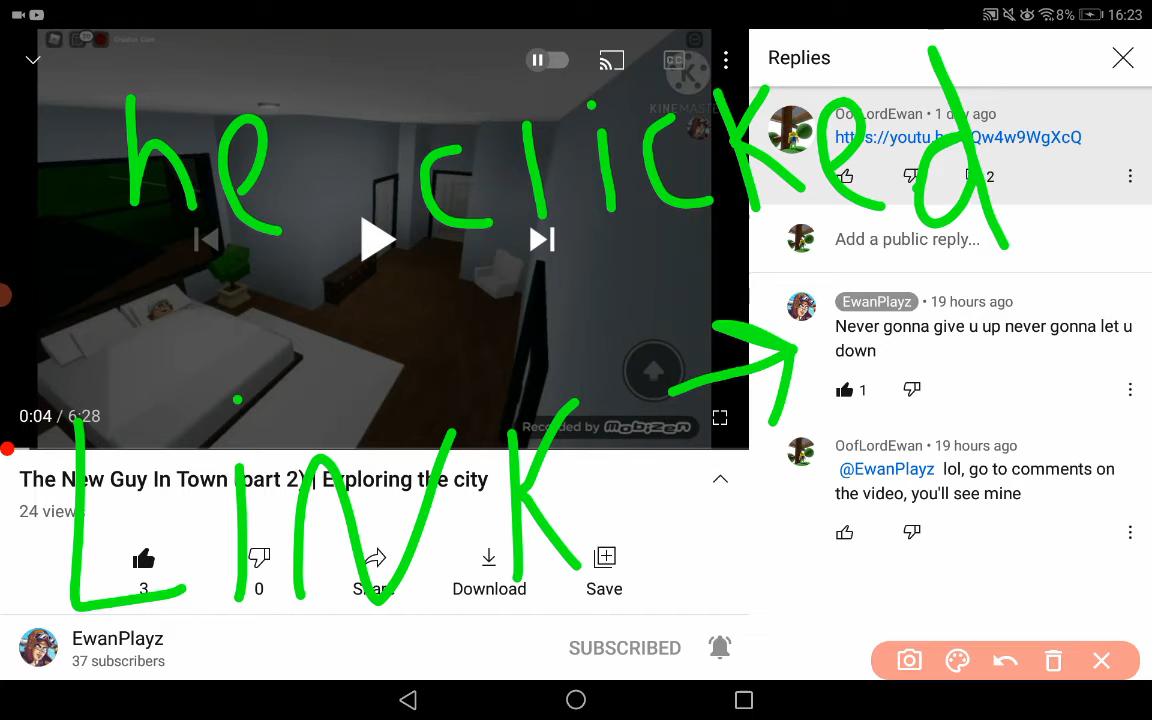 8% 16:23
Replies
KINEMASTER
he clicked
OofLordEwan • 1 day ago
2
Add a public reply...
EwanPlayz • 19 hours ago
Never gonna give u up never gonna let u
down
1
0:04 / 6:28
Recorded by mobizen
OofLordEwan • 19 hours ago
@EwanPlayz lol, go to comments on
the video, you'll see mine
LINK
The New Guy In Town (part 2) | Exploring the city
24 views
3 0 Share Download Save
EwanPlayz
37 subscribers
SUBSCRIBED